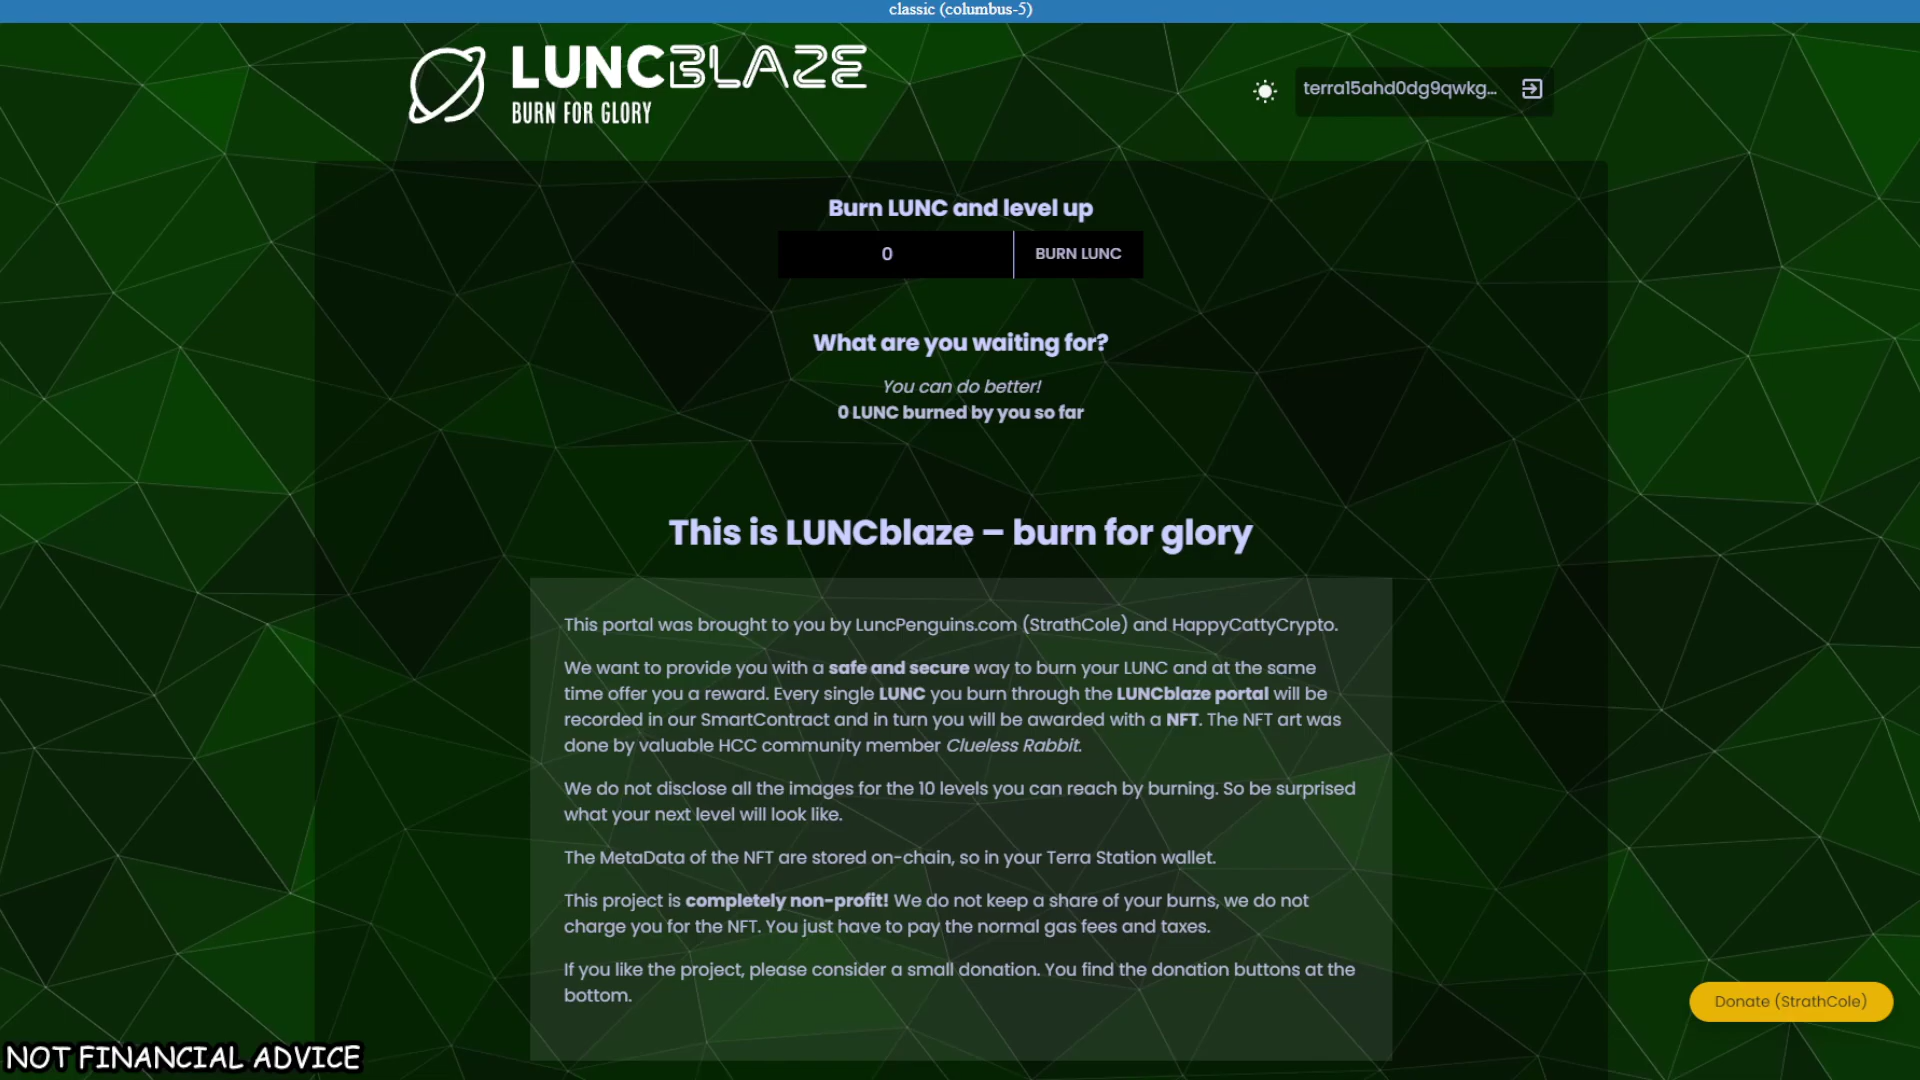 classic (columbus-5)
LUNCBLAZE
BURN FOR GLORY
terra15ahd0dg9qwkg...
Burn LUNC and level up
0
BURN LUNC
What are you waiting for?
You can do better!
0 LUNC burned by you so far
This is LUNCblaze – burn for glory
This portal was brought to you by LuncPenguins.com (StrathCole) and HappyCattyCrypto.
We want to provide you with a safe and secure way to burn your LUNC and at the same
time offer you a reward. Every single LUNC you burn through the LUNCblaze portal will be
recorded in our SmartContract and in turn you will be awarded with a NFT. The NFT art was
done by valuable HCC community member Clueless Rabbit.
We do not disclose all the images for the 10 levels you can reach by burning. So be surprised
what your next level will look like.
The MetaData of the NFT are stored on-chain, so in your Terra Station wallet.
This project is completely non-profit! We do not keep a share of your burns, we do not
charge you for the NFT. You just have to pay the normal gas fees and taxes.
If you like the project, please consider a small donation. You find the donation buttons at the
bottom.
Donate (StrathCole)
NOT FINANCIAL ADVICE